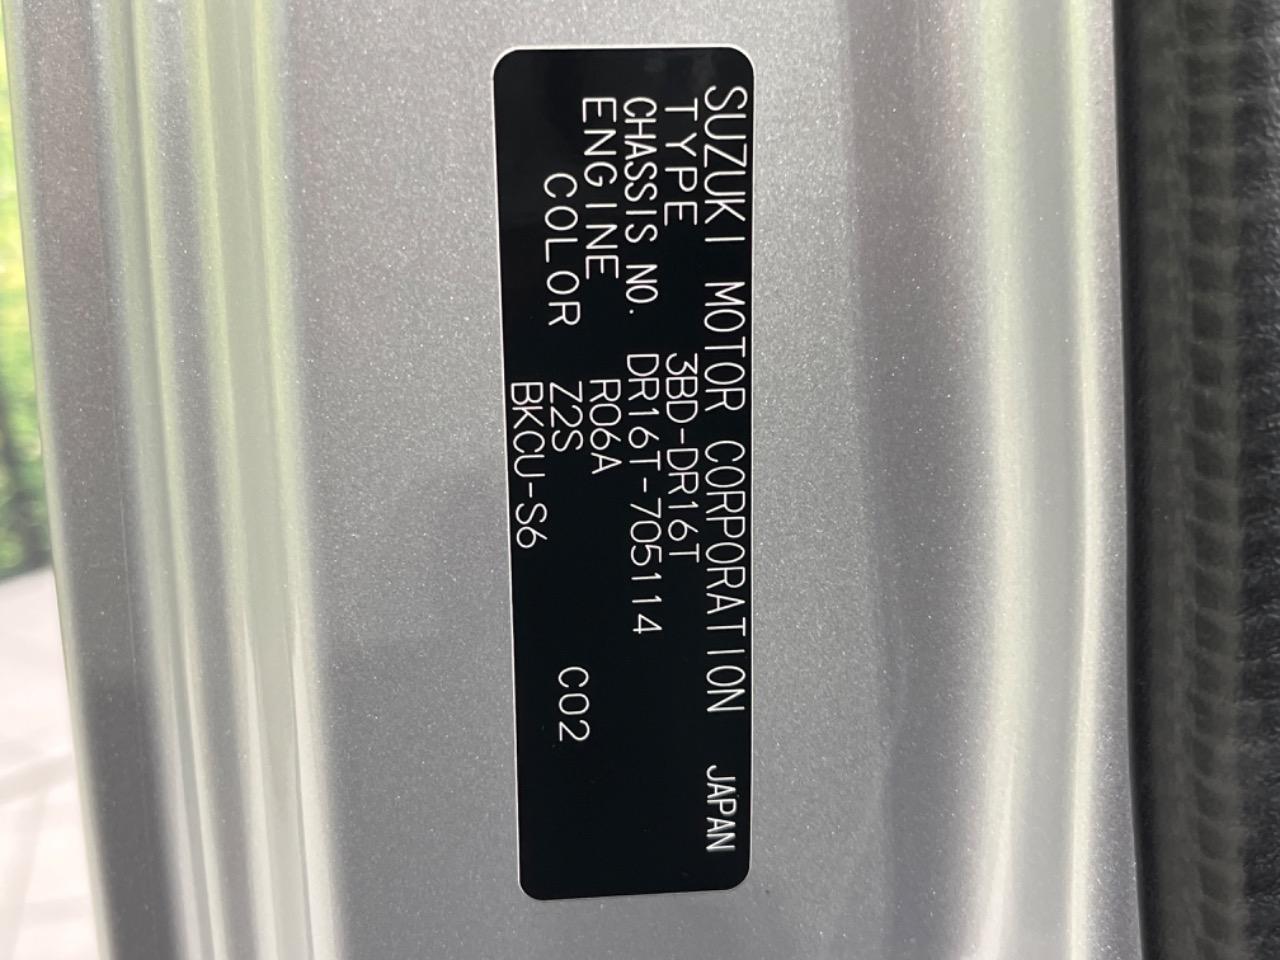 SUZUKI MOTOR CORPORATION JAPAN
TYPE 3BD-DR16T
CHASSIS NO. DR16T-705114
ENGINE R06A
COLOR Z2S C02
BKCU-S6